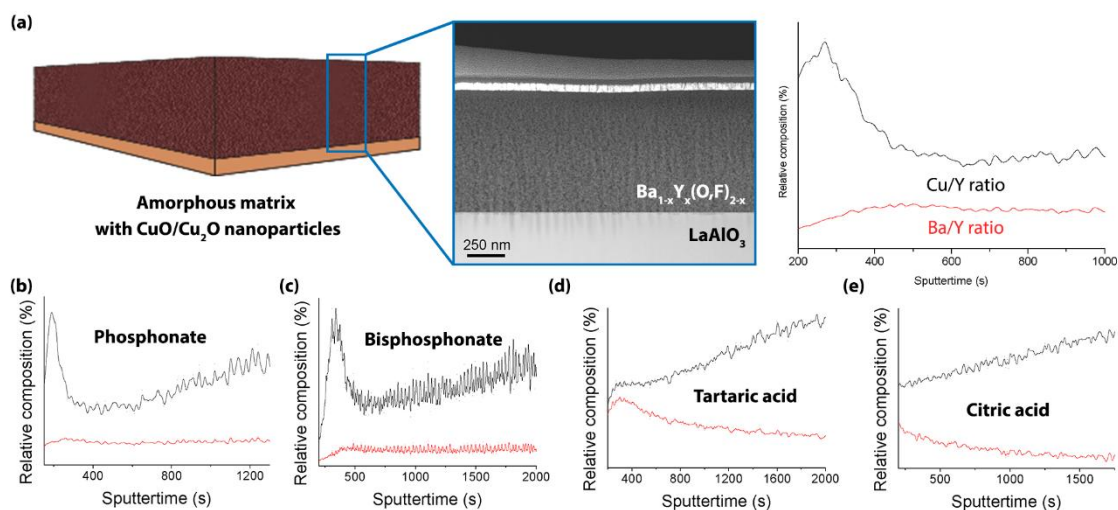 (a)
Amorphous matrix
with CuO/Cu₂O nanoparticles
Ba₁₋ₓYₓ(O,F)₂₋ₓ
LaAlO₃
250 nm
Relative composition (%)
Cu/Y ratio
Ba/Y ratio
200 400 600 800 1000
Sputtertime (s)
(b)
Phosphonate
Relative composition (%)
400 800 1200
Sputtertime (s)
(c)
Bisphosphonate
Relative composition (%)
500 1000 1500 2000
Sputtertime (s)
(d)
Tartaric acid
Relative composition (%)
400 800 1200 1600 2000
Sputtertime (s)
(e)
Citric acid
Relative composition (%)
500 1000 1500
Sputtertime (s)